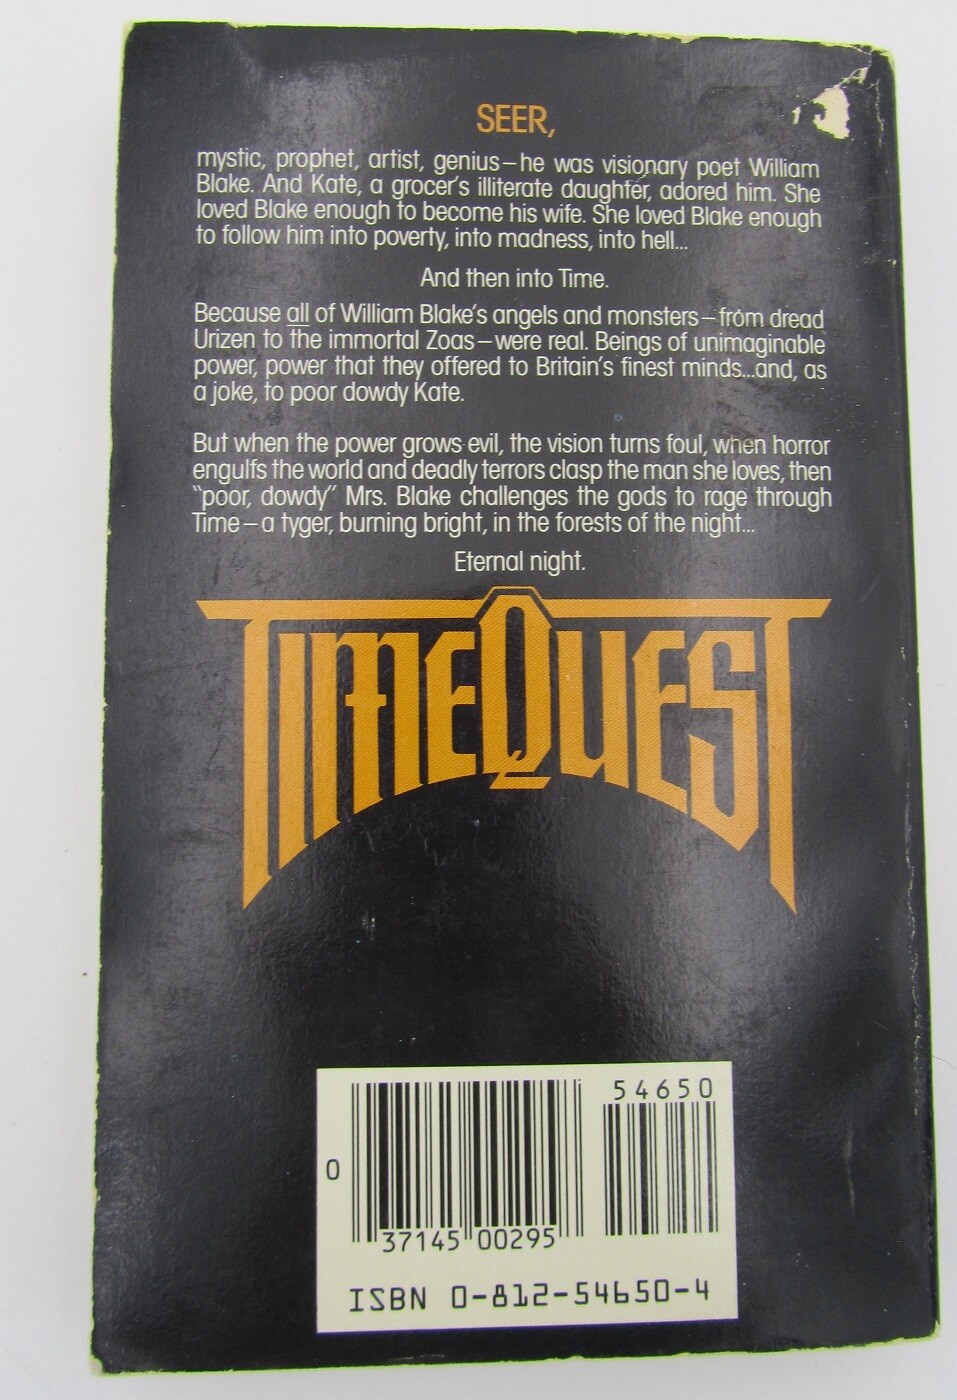 SEER,
mystic, prophet, artist, genius—he was visionary poet William
Blake. And Kate, a grocer's illiterate daughter, adored him. She
loved Blake enough to become his wife. She loved Blake enough
to follow him into poverty, into madness, into hell...
And then into Time.
Because all of William Blake's angels and monsters—from dread
Urizen to the immortal Zoas—were real. Beings of unimaginable
power, power that they offered to Britain's finest minds...and, as
a joke, to poor dowdy Kate.
But when the power grows evil, the vision turns foul, when horror
engulfs the world and deadly terrors clasp the man she loves, then
"poor, dowdy" Mrs. Blake challenges the gods to rage through
Time—a tyger, burning bright, in the forests of the night...
Eternal night.
TIMEQUEST
54650
0 37145 00295
ISBN 0-812-54650-4